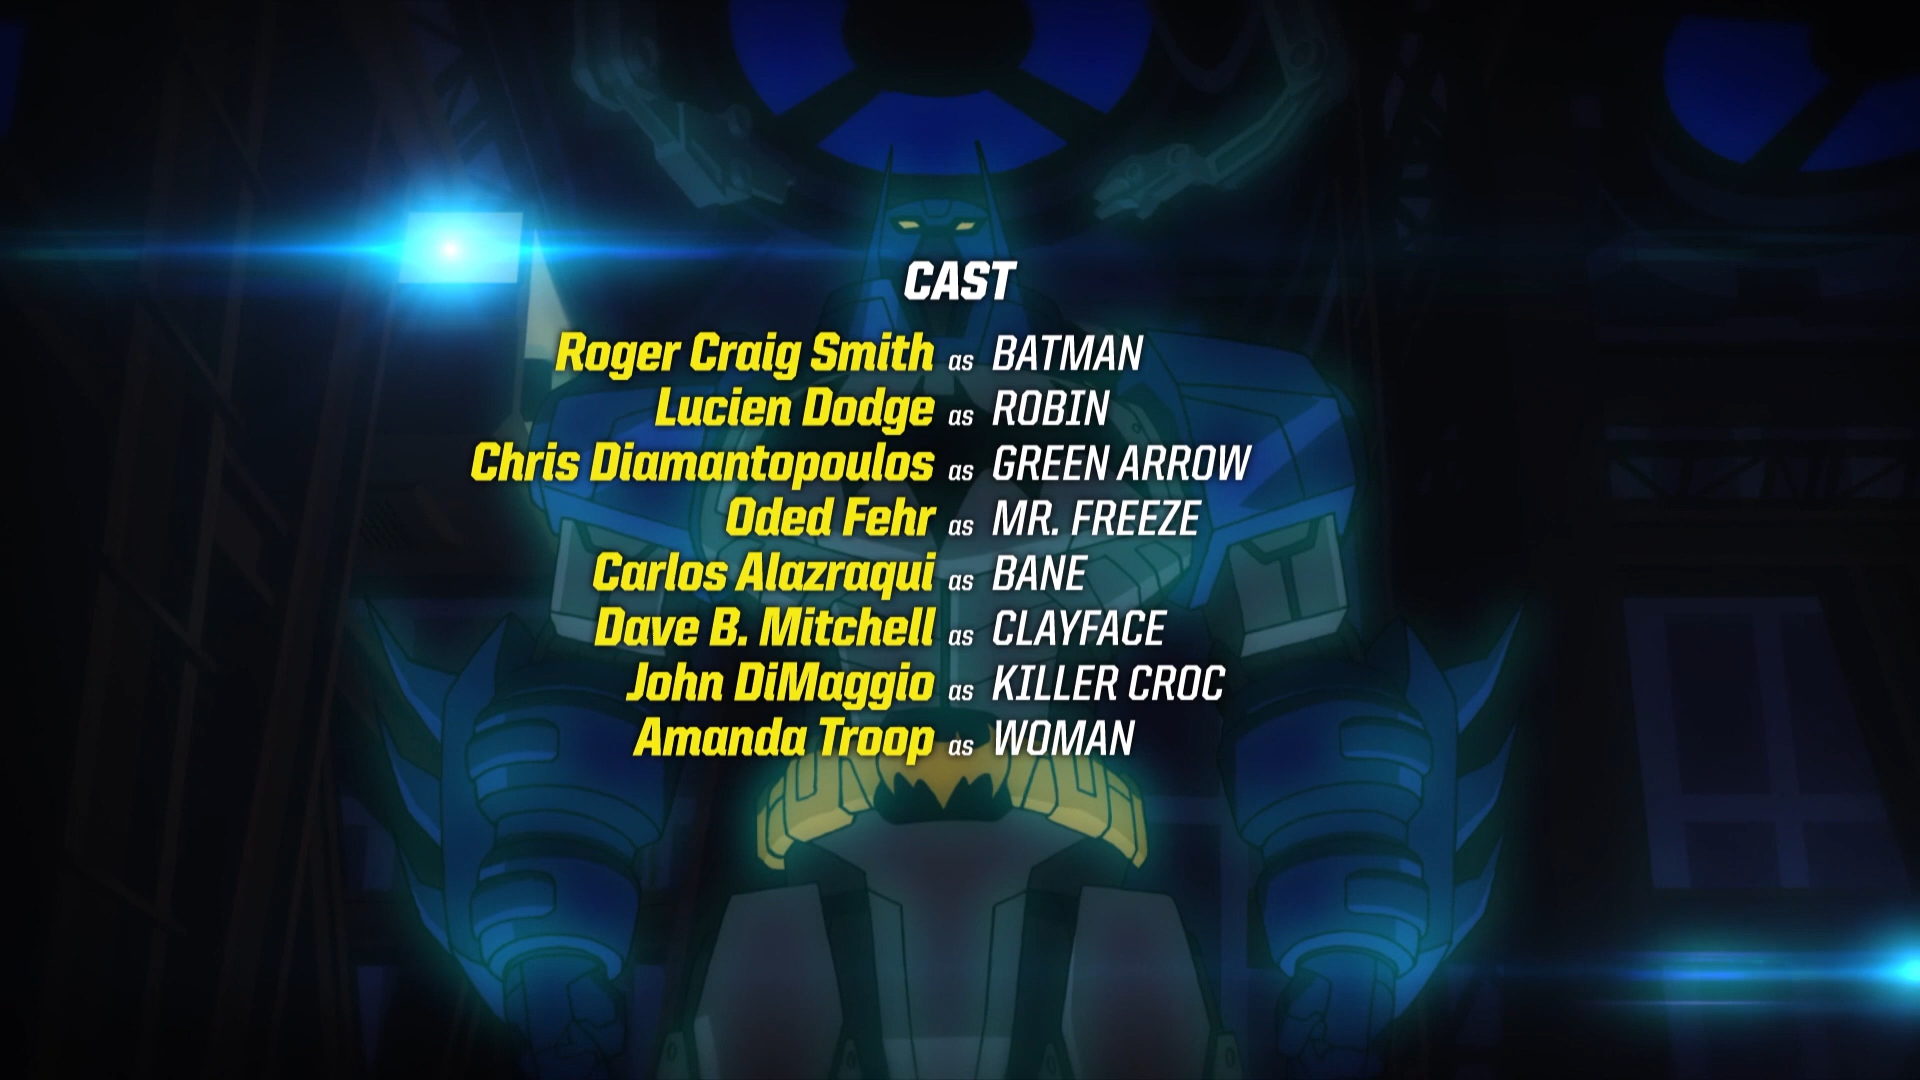 CAST
Roger Craig Smith as BATMAN
Lucien Dodge as ROBIN
Chris Diamantopoulos as GREEN ARROW
Oded Fehr as MR. FREEZE
Carlos Alazraqui as BANE
Dave B. Mitchell as CLAYFACE
John DiMaggio as KILLER CROC
Amanda Troop as WOMAN